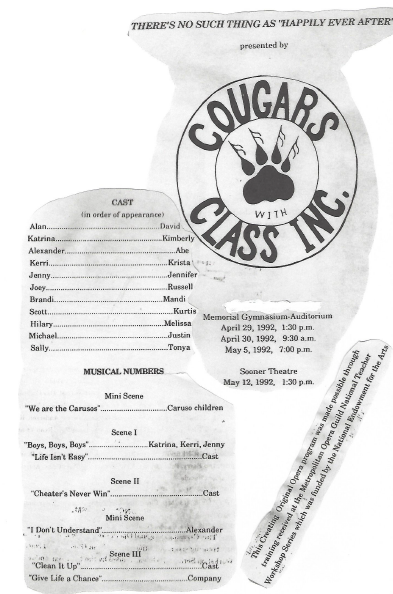 THERE'S NO SUCH THING AS "HAPPILY EVER AFTER"
presented by
COUGARS
WITH
CLASS INC.
CAST
(in order of appearance)
Alan...............................................David
Katrina............................................Kimberly
Alexander..........................................Abe
Kerri..............................................Krista
Jenny..............................................Jennifer
Joey...............................................Russell
Brandi.............................................Mandi
Scott..............................................Kurtis
Hilary.............................................Melissa
Michael............................................Justin
Sally..............................................Tonya
Memorial Gymnasium-Auditorium
April 29, 1992, 1:30 p.m.
April 30, 1992, 9:30 a.m.
May 5, 1992, 7:00 p.m.
Sooner Theatre
May 12, 1992, 1:30 p.m.
MUSICAL NUMBERS
Mini Scene
"We are the Carusos"...............................Caruso children
Scene I
"Boys, Boys, Boys".................Katrina, Kerri, Jenny
"Life Isn't Easy"..................................Cast
Scene II
"Cheater's Never Win"..............................Cast
Mini Scene
"I Don't Understand"...............................Alexander
Scene III
"Clean It Up"......................................Cast
"Give Life a Chance"...............................Company
This Creating Original Opera program was made possible through
training received at the Metropolitan Opera Guild National Teacher
Workshop Series which was funded by the National Endowment for the Arts